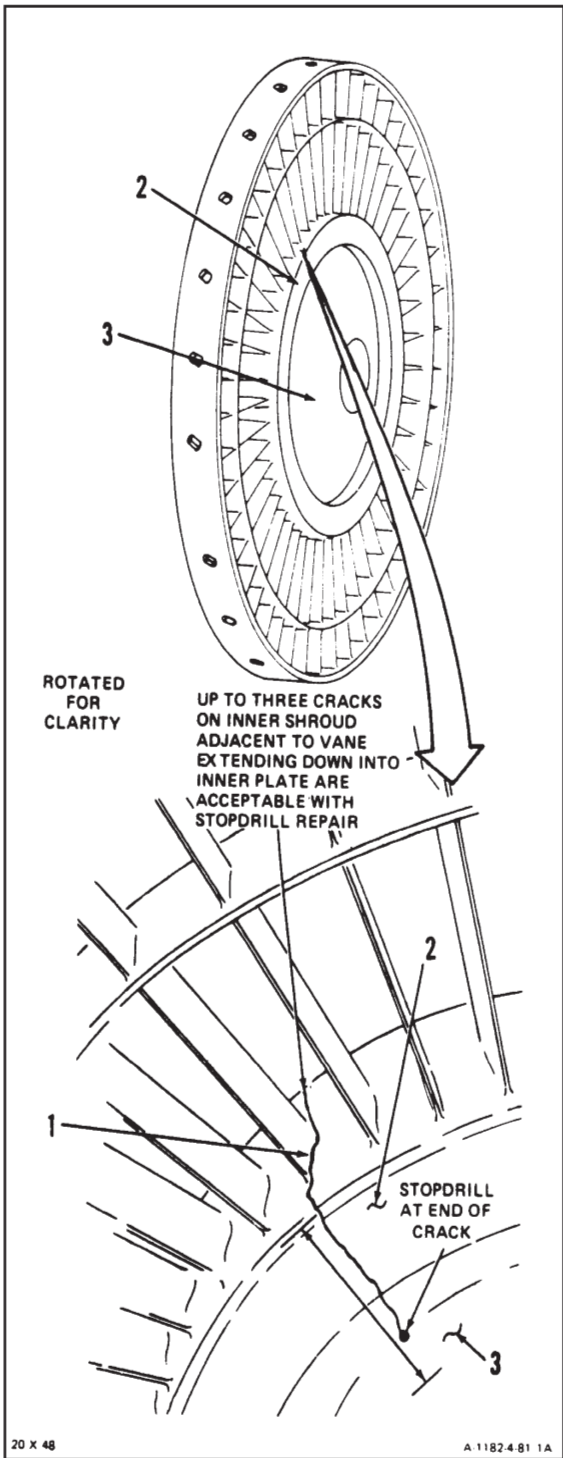 2
3
ROTATED
FOR
CLARITY
UP TO THREE CRACKS
ON INNER SHROUD
ADJACENT TO VANE
EXTENDING DOWN INTO
INNER PLATE ARE
ACCEPTABLE WITH
STOPDRILL REPAIR
2
1
STOPDRILL
AT END OF
CRACK
3
20 X 48
A-1182-4-81 1A